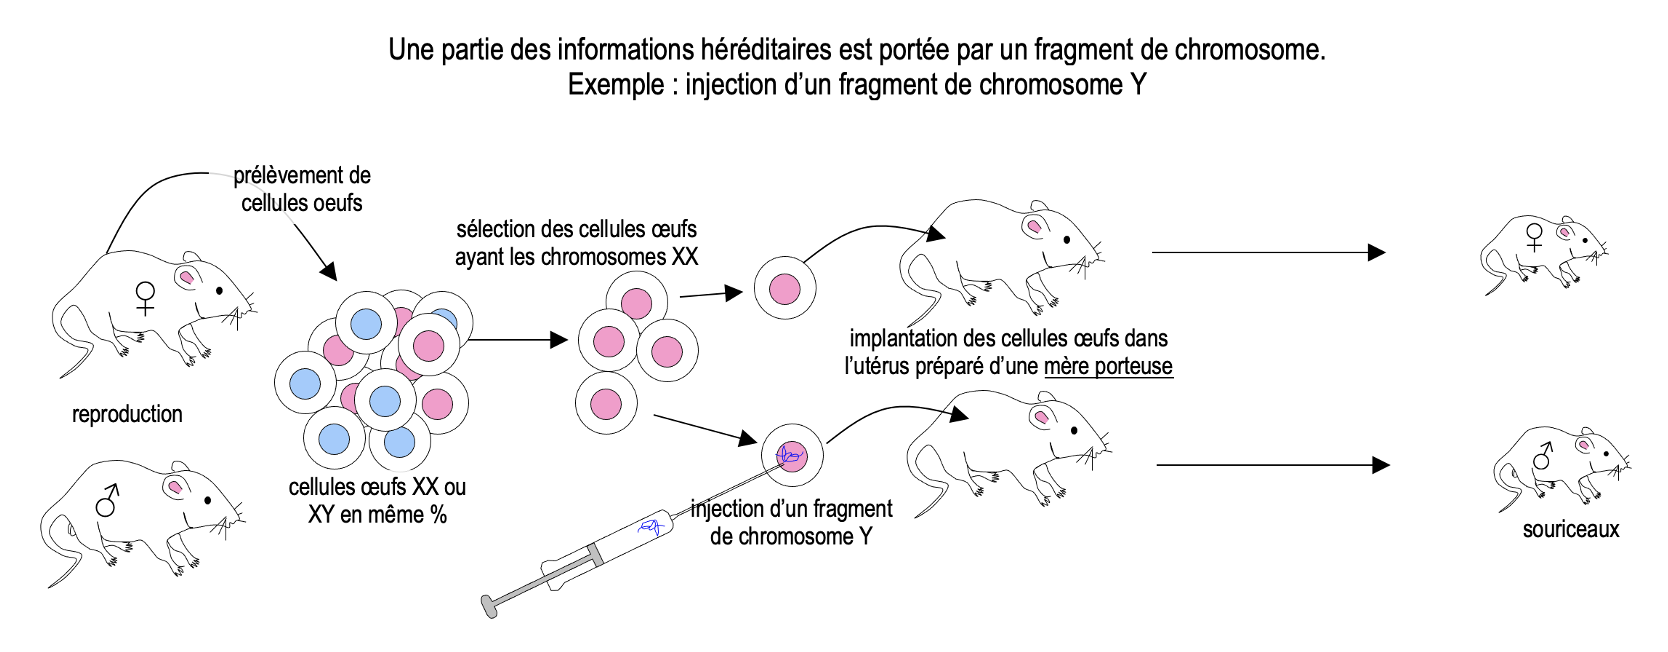 Une partie des informations héréditaires est portée par un fragment de chromosome.
Exemple : injection d’un fragment de chromosome Y
prélèvement de
cellules oeufs
sélection des cellules œufs
ayant les chromosomes XX
♀
♀
implantation des cellules œufs dans
l’utérus préparé d’une mère porteuse
reproduction
♂
♂
cellules œufs XX ou
XY en même %
injection d’un fragment
de chromosome Y
souriceaux